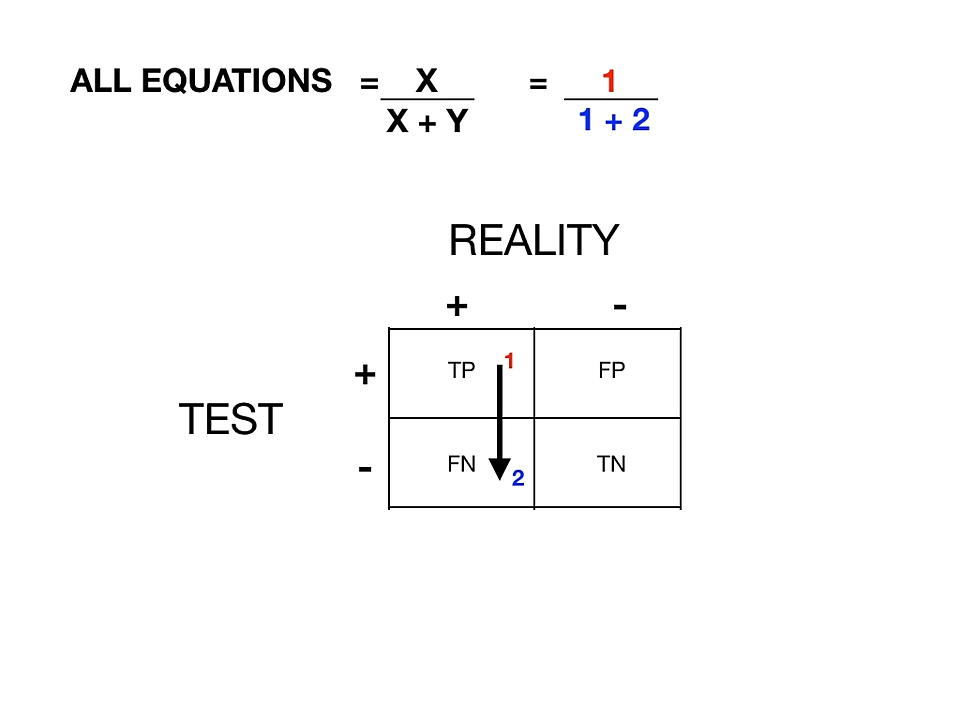 ALL EQUATIONS = X = 1
X + Y 1 + 2
REALITY
+ -
+ TP 1 FP
TEST
- FN 2 TN